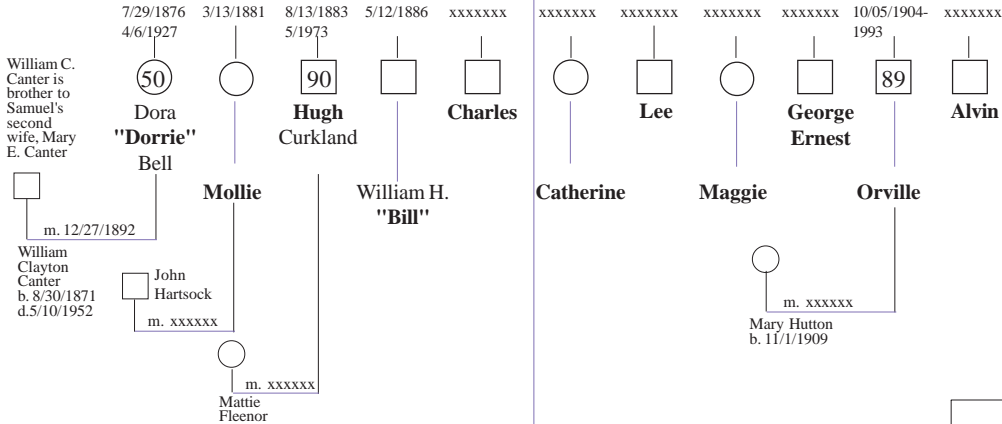 7/29/1876 3/13/1881 8/13/1883 5/12/1886 xxxxxxx xxxxxxx xxxxxxx xxxxxxx xxxxxxx 10/05/1904- xxxxxxx
4/6/1927 5/1973 1993
William C.
Canter is
brother to
Samuel's
second
wife, Mary
E. Canter
50
90
89
Dora
"Dorrie"
Bell
Mollie
Hugh
Curkland
William H.
"Bill"
Charles
Catherine
Lee
Maggie
George
Ernest
Orville
Alvin
m. 12/27/1892
William
Clayton
Canter
b. 8/30/1871
d.5/10/1952
John
Hartsock
m. xxxxxx
m. xxxxxx
Mattie
Fleenor
m. xxxxxx
Mary Hutton
b. 11/1/1909